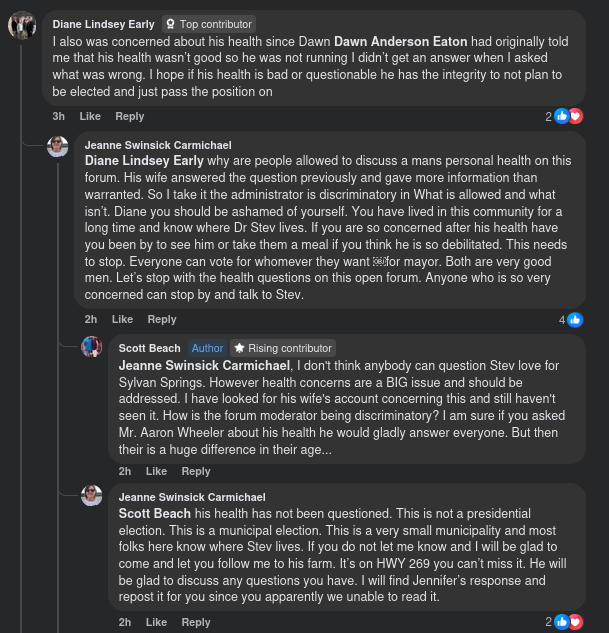 Diane Lindsey Early Top contributor
I also was concerned about his health since Dawn Dawn Anderson Eaton had originally told
me that his health wasn't good so he was not running I didn't get an answer when I asked
what was wrong. I hope if his health is bad or questionable he has the integrity to not plan to
be elected and just pass the position on
3h Like Reply 2
Jeanne Swinsick Carmichael
Diane Lindsey Early why are people allowed to discuss a mans personal health on this
forum. His wife answered the question previously and gave more information than
warranted. So I take it the administrator is discriminatory in What is allowed and what
isn't. Diane you should be ashamed of yourself. You have lived in this community for a
long time and know where Dr Stev lives. If you are so concerned after his health have
you been by to see him or take them a meal if you think he is so debilitated. This needs
to stop. Everyone can vote for whomever they want for mayor. Both are very good
men. Let's stop with the health questions on this open forum. Anyone who is so very
concerned can stop by and talk to Stev.
2h Like Reply 4
Scott Beach Author Rising contributor
Jeanne Swinsick Carmichael, I don't think anybody can question Stev love for
Sylvan Springs. However health concerns are a BIG issue and should be
addressed. I have looked for his wife's account concerning this and still haven't
seen it. How is the forum moderator being discriminatory? I am sure if you asked
Mr. Aaron Wheeler about his health he would gladly answer everyone. But then
their is a huge difference in their age...
2h Like Reply
Jeanne Swinsick Carmichael
Scott Beach his health has not been questioned. This is not a presidential
election. This is a municipal election. This is a very small municipality and most
folks here know where Stev lives. If you do not let me know and I will be glad to
come and let you follow me to his farm. It's on HWY 269 you can't miss it. He will
be glad to discuss any questions you have. I will find Jennifer's response and
repost it for you since you apparently we unable to read it.
2h Like Reply 2